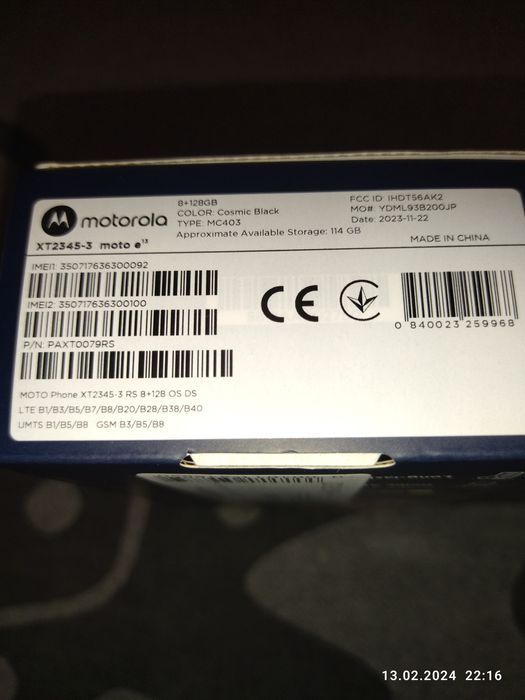 motorola
XT2345-3 moto e¹³
8+128GB
COLOR: Cosmic Black
TYPE: MC403
Approximate Available Storage: 114 GB
FCC ID: IHDT56AK2
MO#: YDML93B200JP
Date: 2023-11-22
MADE IN CHINA
IMEI1: 350717636300092
IMEI2: 350717636300100
P/N: PAXT0079RS
CE
0 840023 259968
MOTO Phone XT2345-3 RS 8+128 OS DS
LTE B1/B3/B5/B7/B8/B20/B28/B38/B40
UMTS B1/B5/B8 GSM B3/B5/B8
13.02.2024 22:16